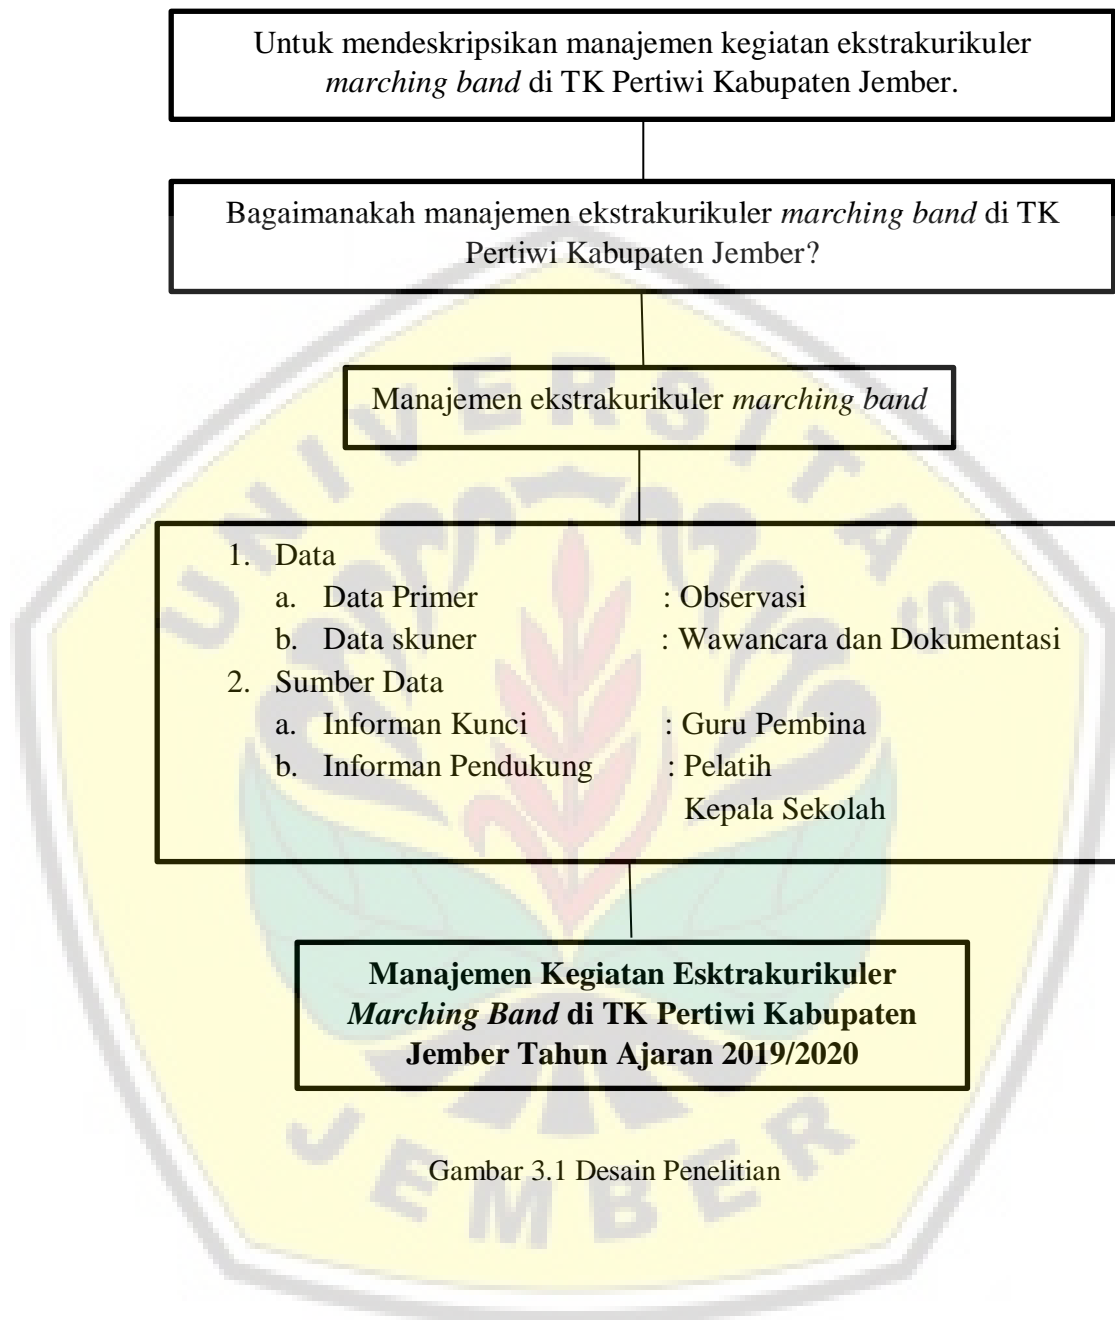 Untuk mendeskripsikan manajemen kegiatan ekstrakurikuler
marching band di TK Pertiwi Kabupaten Jember.
Bagaimanakah manajemen ekstrakurikuler marching band di TK
Pertiwi Kabupaten Jember?
Manajemen ekstrakurikuler marching band
1. Data
a. Data Primer : Observasi
b. Data skuner : Wawancara dan Dokumentasi
2. Sumber Data
a. Informan Kunci : Guru Pembina
b. Informan Pendukung : Pelatih
Kepala Sekolah
Manajemen Kegiatan Esktrakurikuler
Marching Band di TK Pertiwi Kabupaten
Jember Tahun Ajaran 2019/2020
Gambar 3.1 Desain Penelitian
UNIVERSITAS
JEMBER